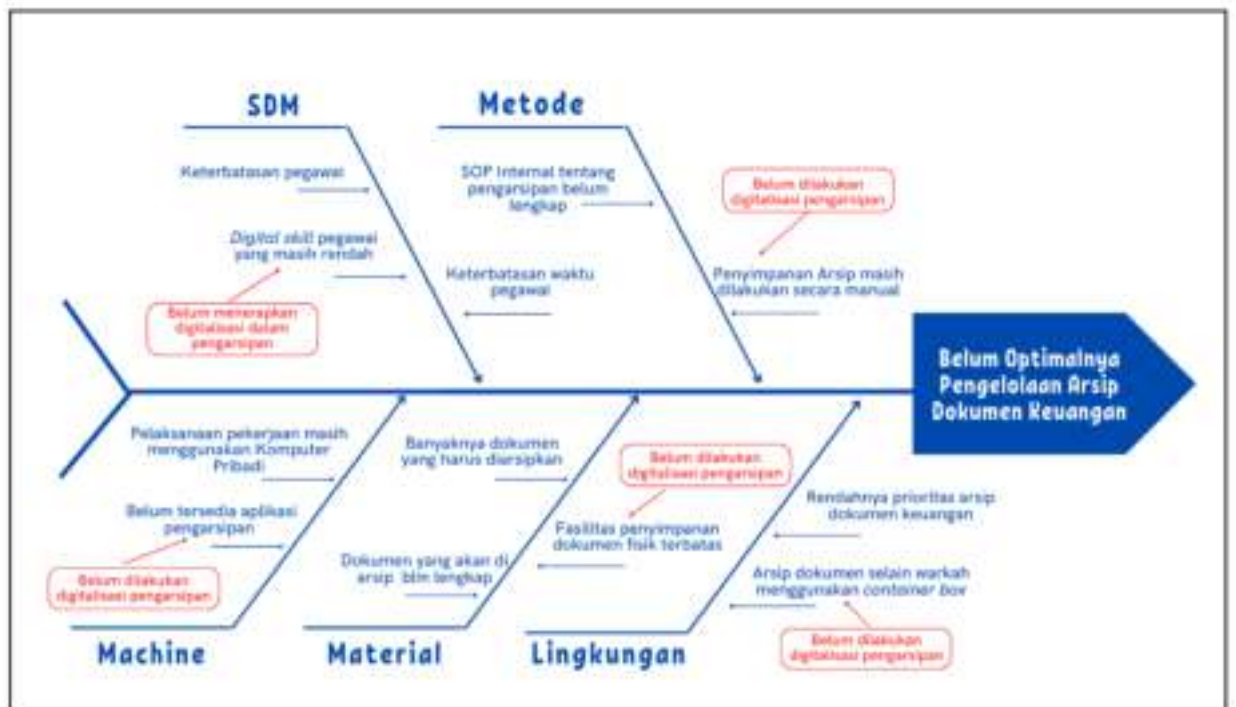 SDM
Keterbatasan pegawai
Digital skill pegawai
yang masih rendah
Belum menerapkan
digitalisasi dalam
pengarsipan
Keterbatasan waktu
pegawai
Metode
SOP Internal tentang
pengarsipan belum
lengkap
Belum dilakukan
digitalisasi pengarsipan
Penyimpanan Arsip masih
dilakukan secara manual
Belum Optimalnya
Pengelolaan Arsip
Dokumen Keuangan
Pelaksanaan pekerjaan masih
menggunakan Komputer
Pribadi
Belum tersedia aplikasi
pengarsipan
Belum dilakukan
digitalisasi pengarsipan
Machine
Banyaknya dokumen
yang harus diarsipkan
Dokumen yang akan di
arsip blm lengkap
Material
Belum dilakukan
digitalisasi pengarsipan
Fasilitas penyimpanan
dokumen fisik terbatas
Rendahnya prioritas arsip
dokumen keuangan
Arsip dokumen selain warkah
menggunakan container box
Belum dilakukan
digitalisasi pengarsipan
Lingkungan